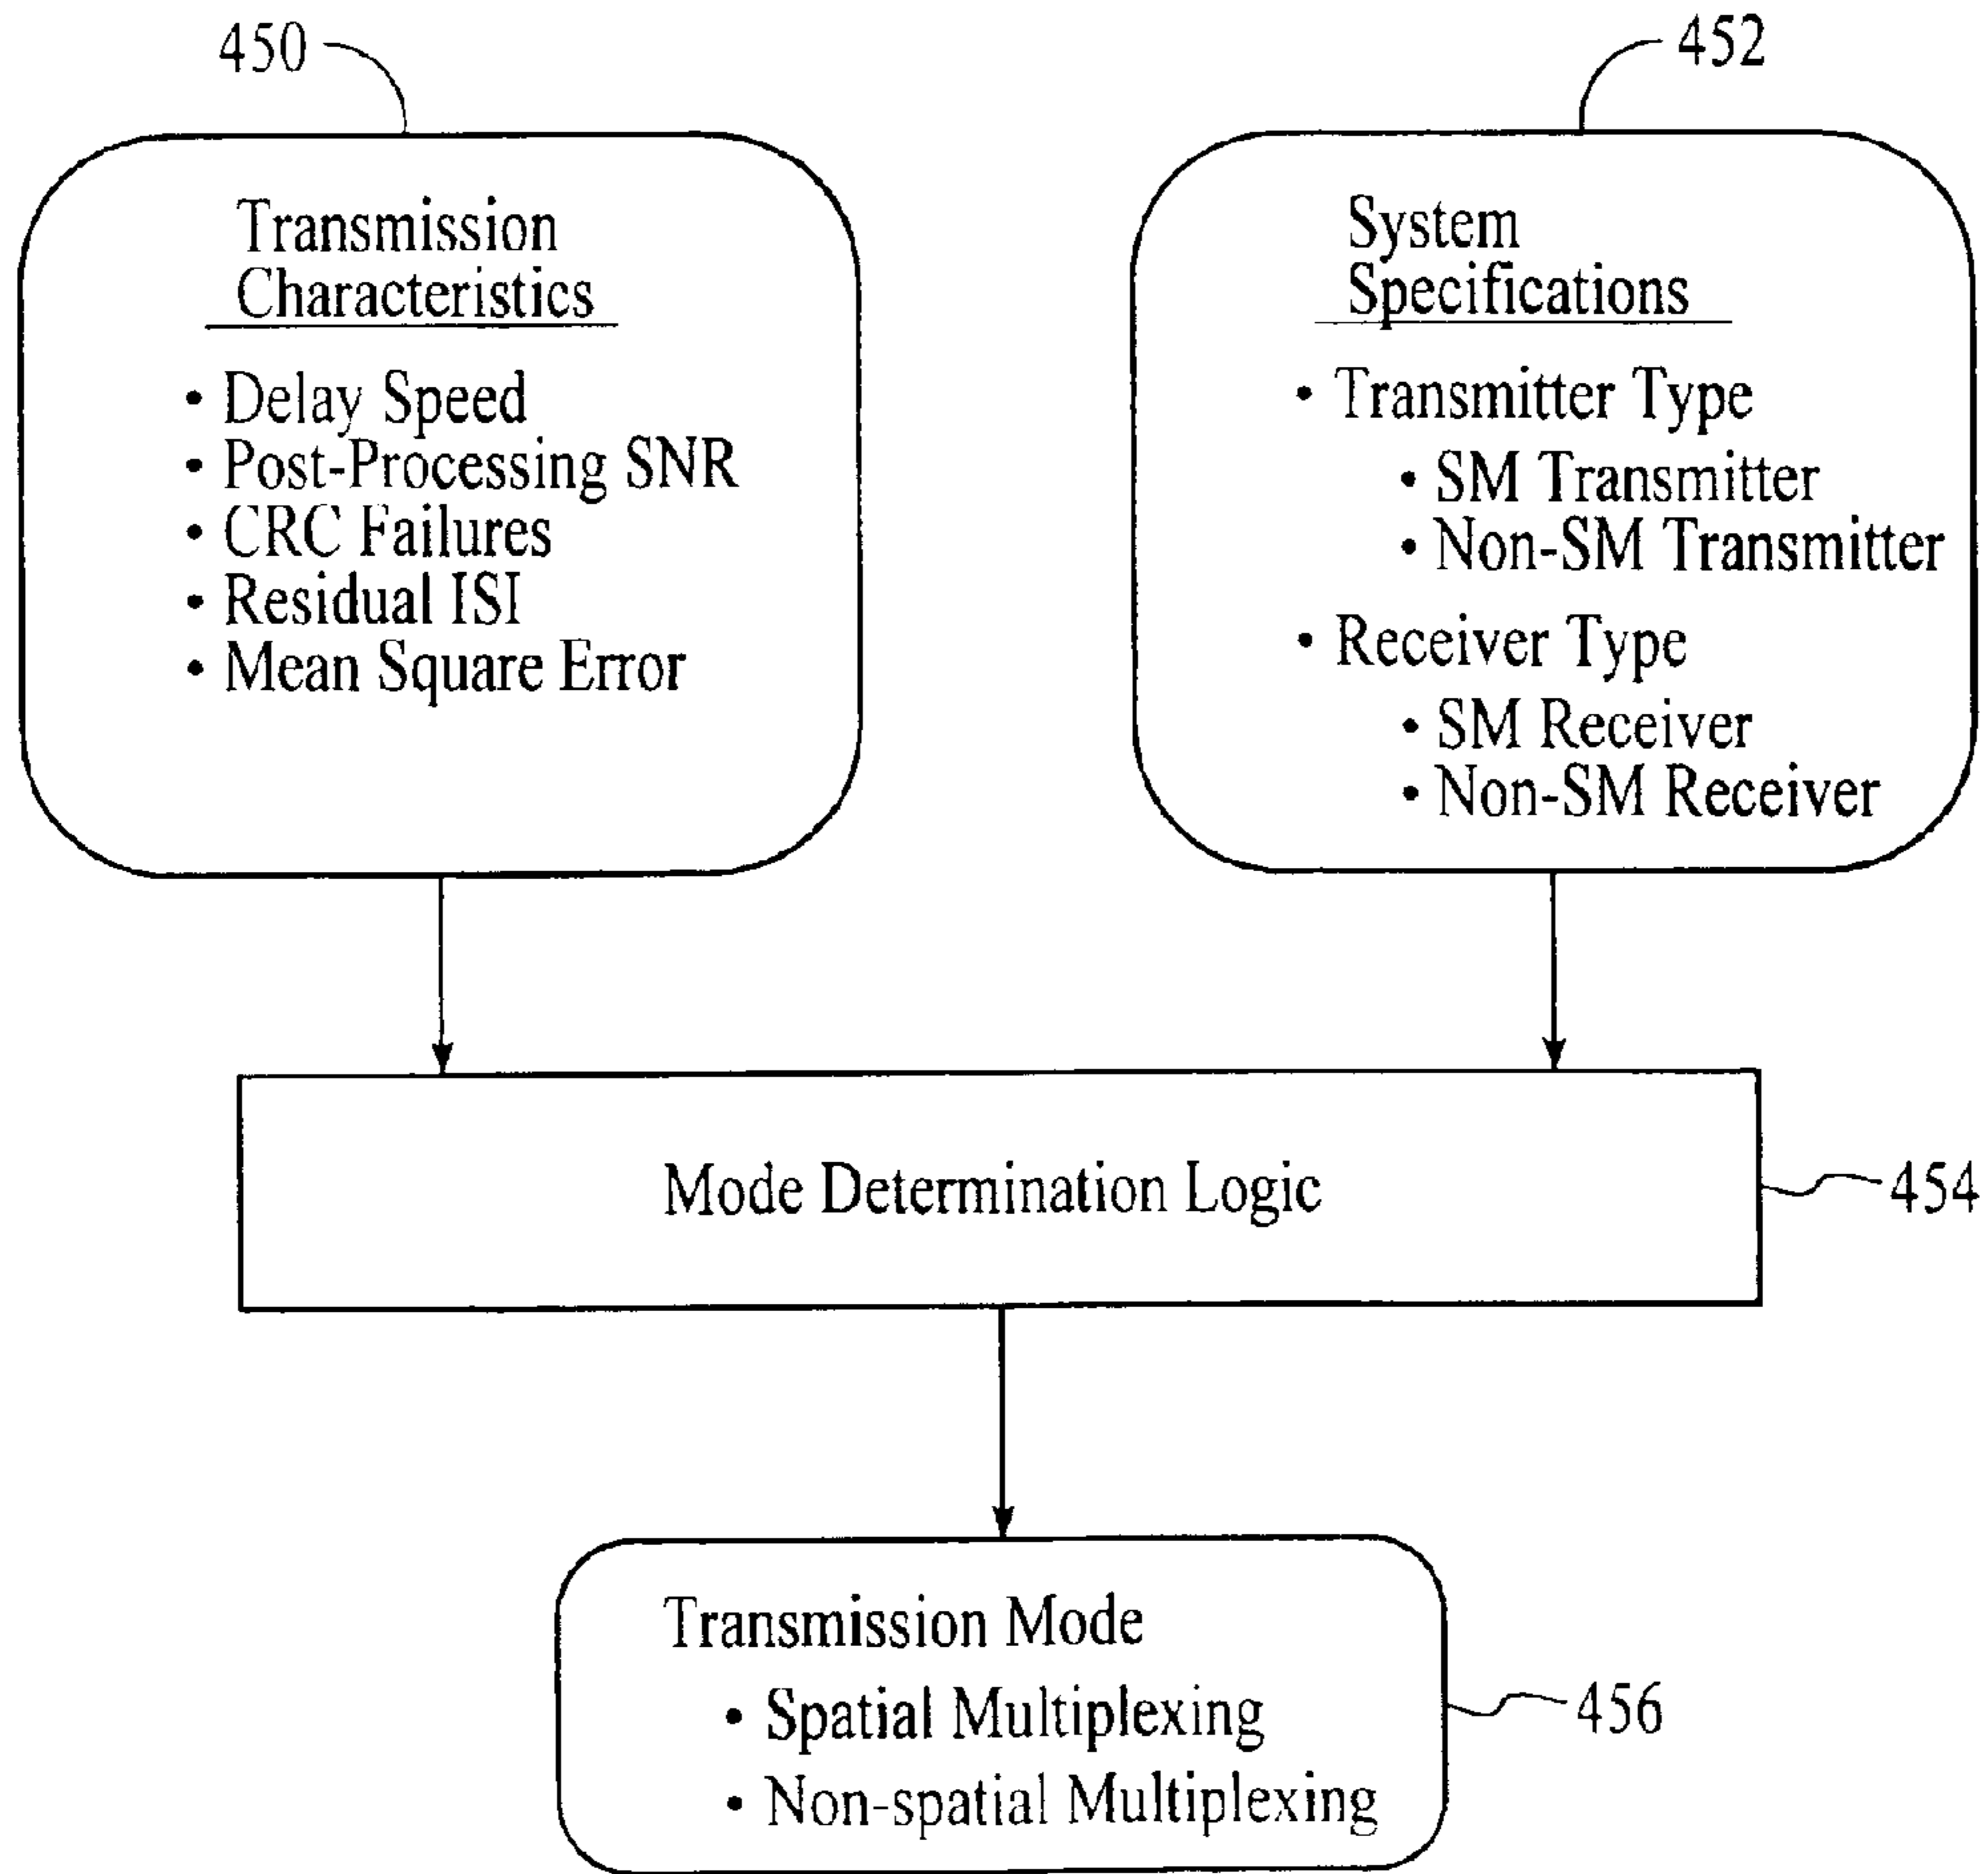 450
452
Transmission
Characteristics
• Delay Speed
• Post-Processing SNR
• CRC Failures
• Residual ISI
• Mean Square Error
System
Specifications
• Transmitter Type
• SM Transmitter
• Non-SM Transmitter
• Receiver Type
• SM Receiver
• Non-SM Receiver
Mode Determination Logic
454
Transmission Mode
• Spatial Multiplexing
• Non-spatial Multiplexing
456